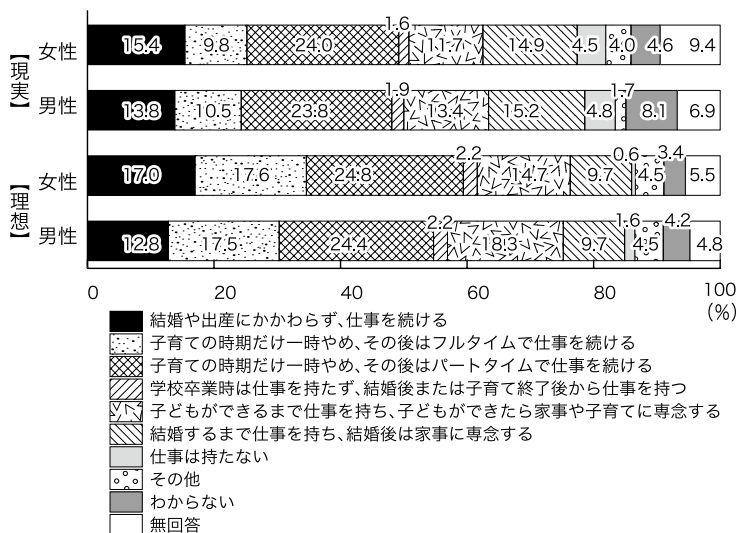 【現実】
女性
15.4 9.8 24.0 1.6 11.7 14.9 4.5 4.0 4.6 9.4
男性
13.8 10.5 23.8 1.9 13.4 15.2 4.8 1.7 8.1 6.9
【理想】
女性
17.0 17.6 24.8 2.2 14.7 9.7 0.6 4.5 3.4 5.5
男性
12.8 17.5 24.4 2.2 18.3 9.7 1.6 4.5 4.2 4.8
0 20 40 60 80 100
(%)
結婚や出産にかかわらず、仕事を続ける
子育ての時期だけ一時やめ、その後はフルタイムで仕事を続ける
子育ての時期だけ一時やめ、その後はパートタイムで仕事を続ける
学校卒業時は仕事を持たず、結婚後または子育て終了後から仕事を持つ
子どもができるまで仕事を持ち、子どもができたら家事や子育てに専念する
結婚するまで仕事を持ち、結婚後は家事に専念する
仕事は持たない
その他
わからない
無回答